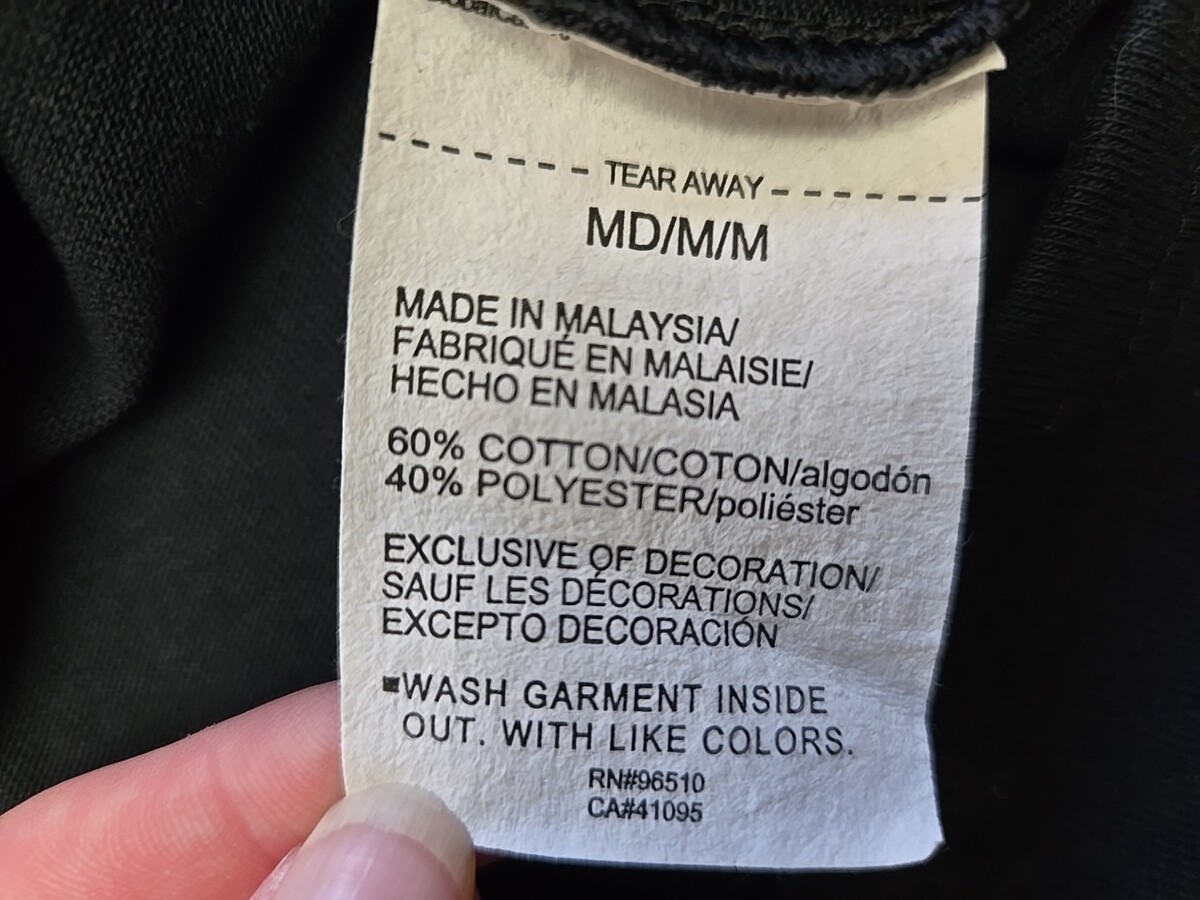 - - - - - - TEAR AWAY - - - - - -
MD/M/M
MADE IN MALAYSIA/
FABRIQUÉ EN MALAISIE/
HECHO EN MALASIA
60% COTTON/COTON/algodón
40% POLYESTER/poliéster
EXCLUSIVE OF DECORATION/
SAUF LES DÉCORATIONS/
EXCEPTO DECORACIÓN
▪WASH GARMENT INSIDE
OUT. WITH LIKE COLORS.
RN#96510
CA#41095